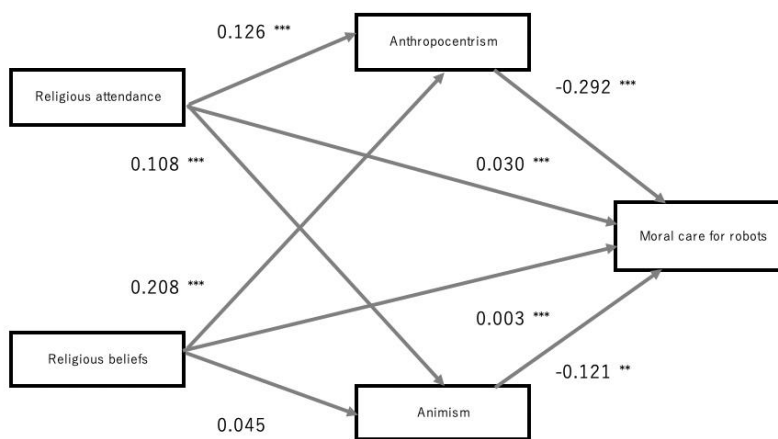 0.126 ***
Anthropocentrism
Religious attendance
-0.292 ***
0.108 ***
0.030 ***
Moral care for robots
0.208 ***
0.003 ***
Religious beliefs
-0.121 **
0.045
Animism